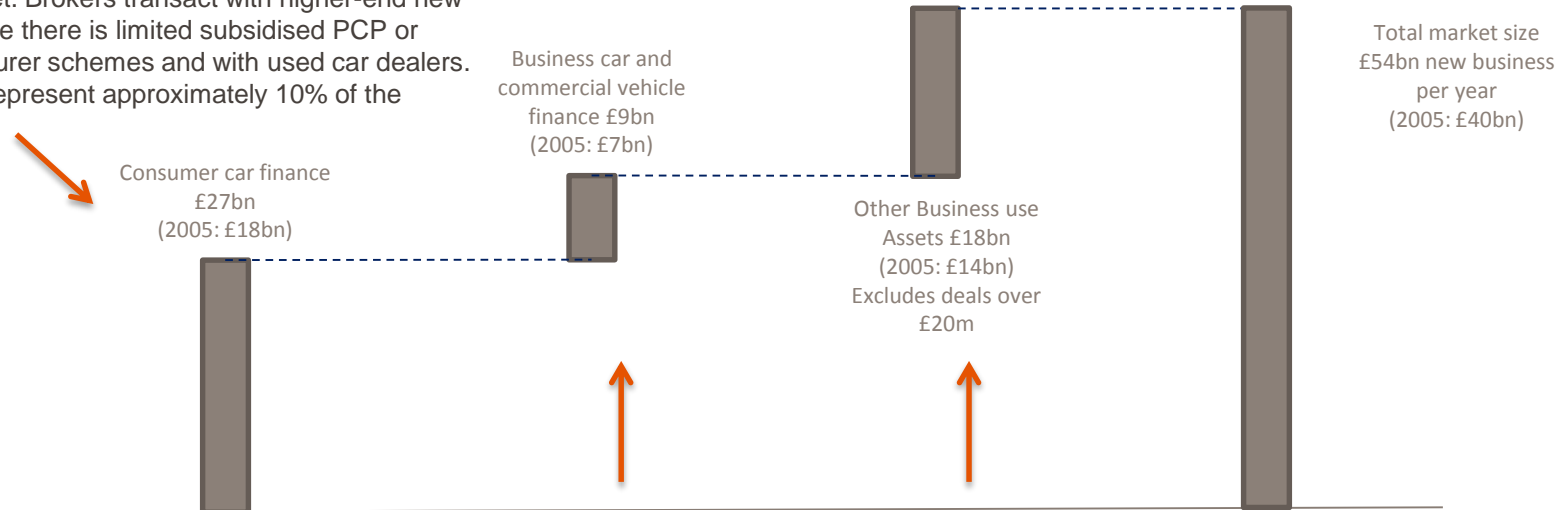 et. Brokers transact with higher-end new
e there is limited subsidised PCP or
urer schemes and with used car dealers.
epresent approximately 10% of the
Consumer car finance
£27bn
(2005: £18bn)
Business car and
commercial vehicle
finance £9bn
(2005: £7bn)
Other Business use
Assets £18bn
(2005: £14bn)
Excludes deals over
£20m
Total market size
£54bn new business
per year
(2005: £40bn)